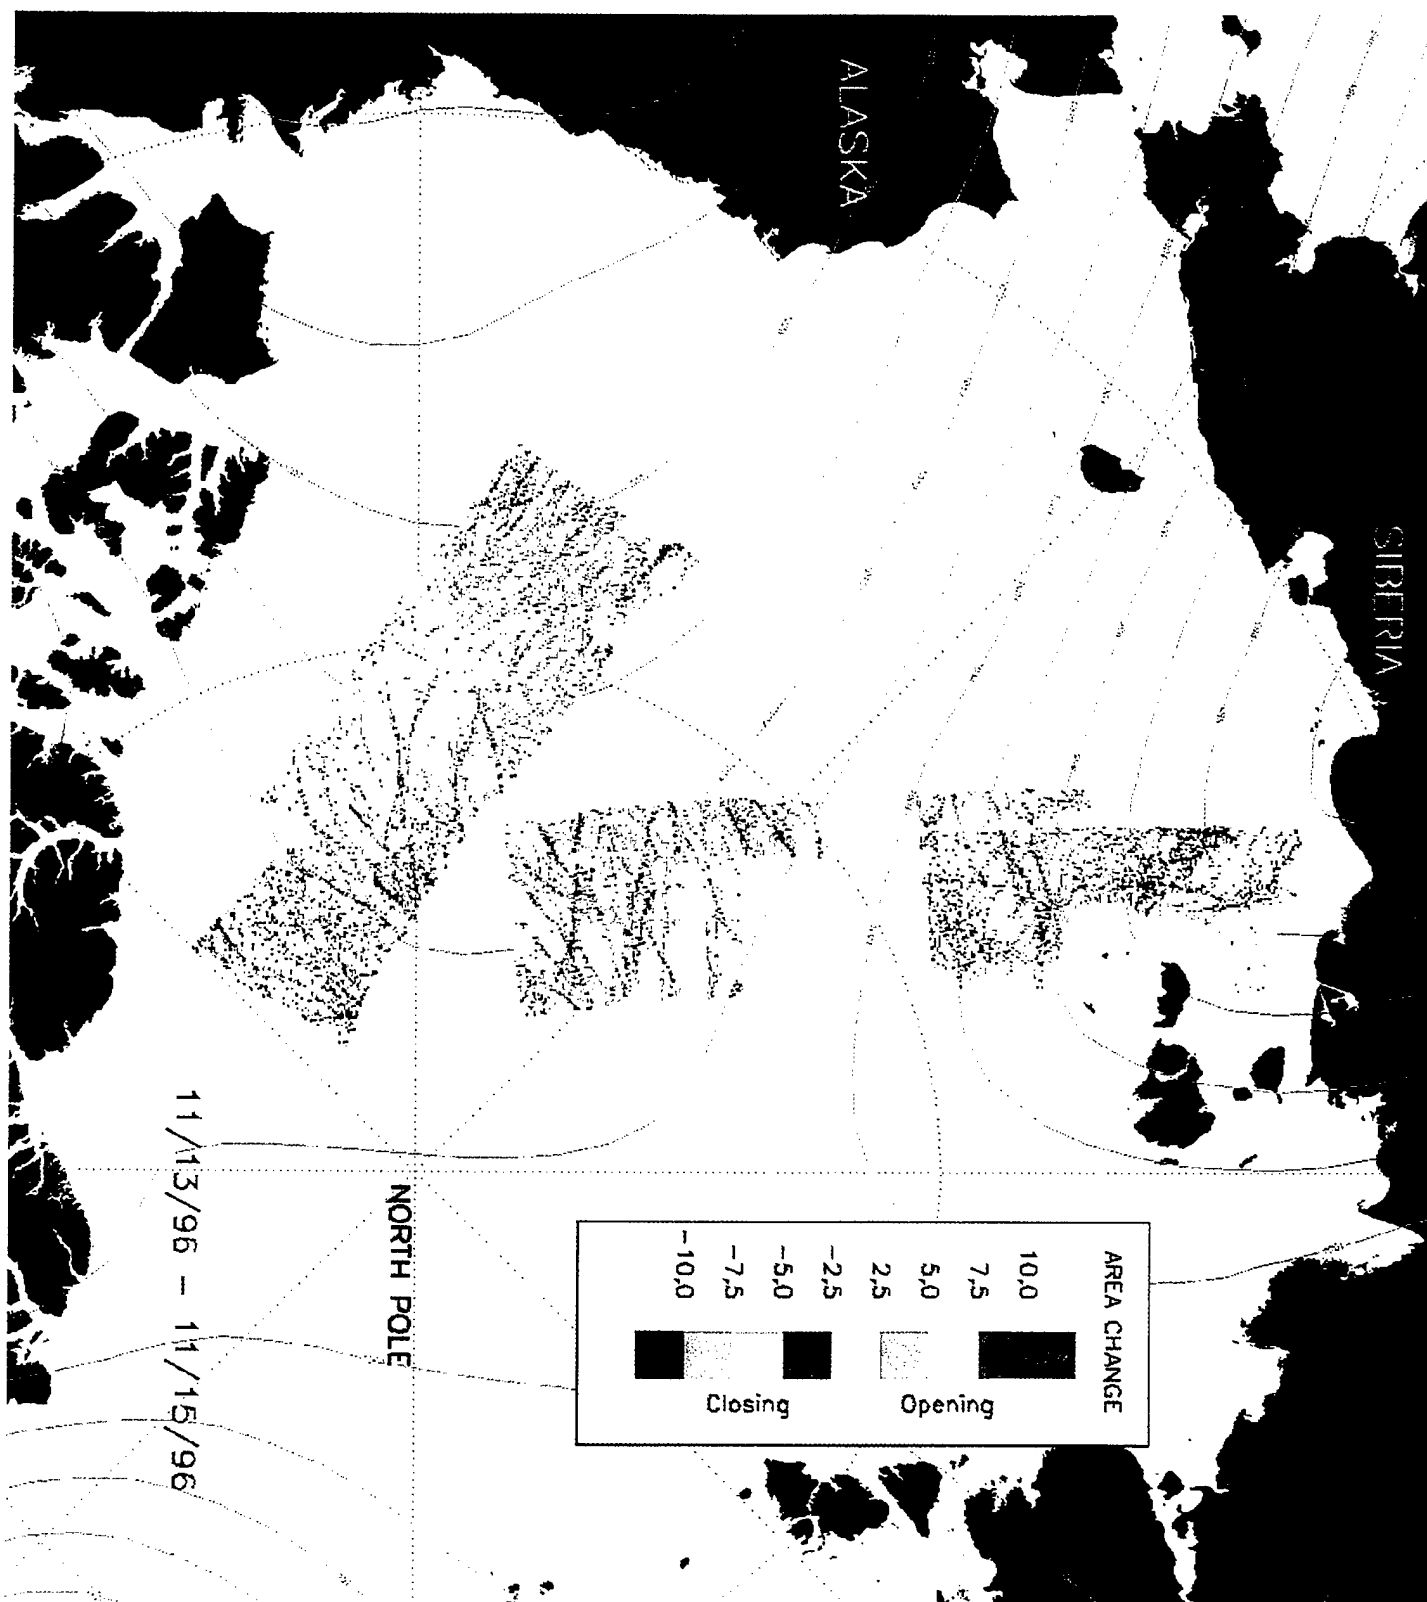 ALASKA
SIBERIA
NORTH POLE
11/13/96 - 11/15/96
AREA CHANGE
10,0
7,5
5,0
2,5
-2,5
-5,0
-7,5
-10,0
Opening
Closing